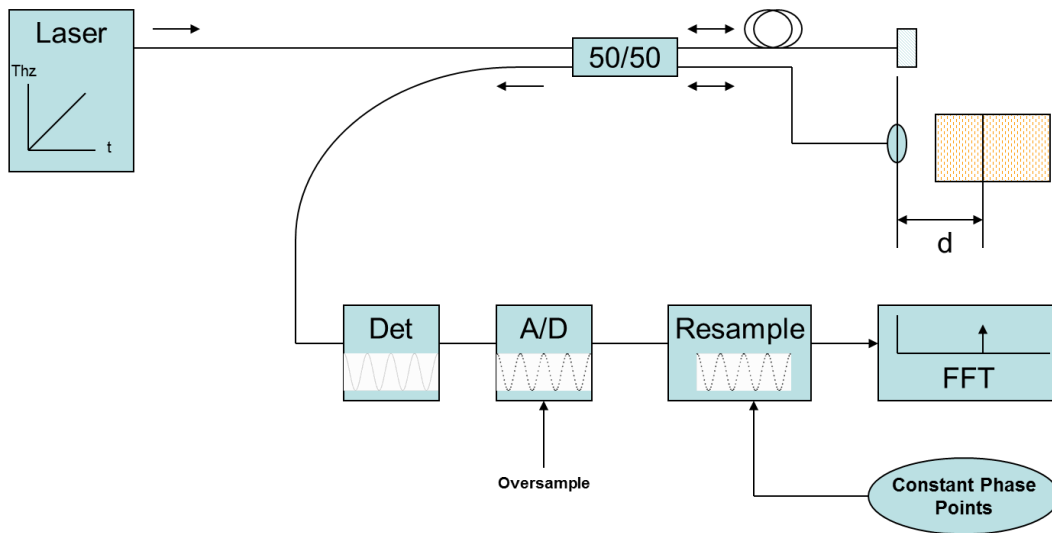 Laser
Thz
t
50/50
d
Det
A/D
Resample
FFT
Oversample
Constant Phase
Points